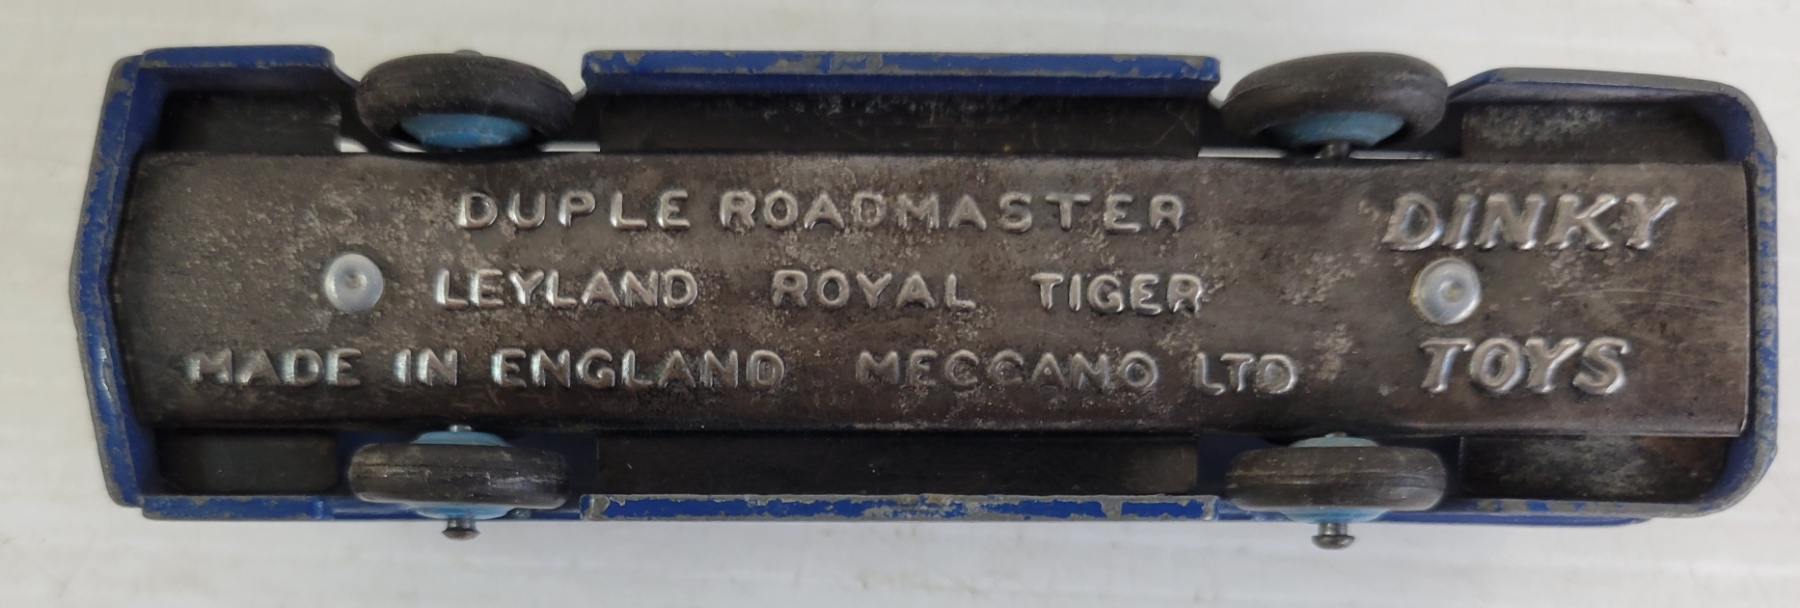 DUPLE ROADMASTER
LEYLAND ROYAL TIGER
MADE IN ENGLAND MECCANO LTD
DINKY
TOYS